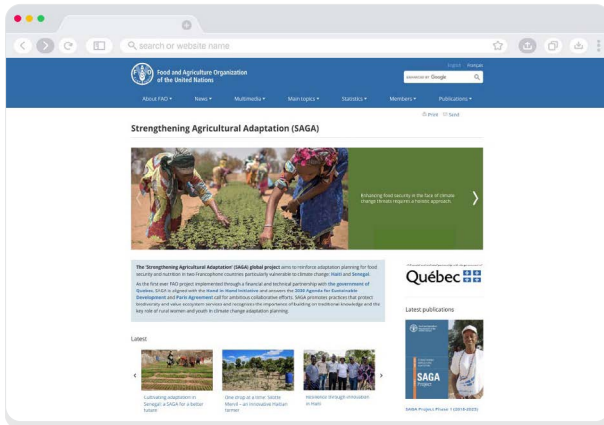 search or website name
Food and Agriculture Organization
of the United Nations
English Français
ENHANCED BY Google
About FAO
News
Multimedia
Main topics
Statistics
Members
Publications
Print Send
Strengthening Agricultural Adaptation (SAGA)
Enhancing food security in the face of climate
change threats requires a holistic approach.
The 'Strengthening Agricultural Adaptation' (SAGA) global project aims to reinforce adaptation planning for food
security and nutrition in two Francophone countries particularly vulnerable to climate change: Haiti and Senegal.
As the first ever FAO project implemented through a financial and technical partnership with the government of
Quebec, SAGA is aligned with the Hand in Hand Initiative and answers the 2030 Agenda for Sustainable
Development and Paris Agreement call for ambitious collaborative efforts. SAGA promotes practices that protect
biodiversity and value ecosystem services and recognizes the importance of building on traditional knowledge and the
key role of rural women and youth in climate change adaptation planning.
Québec
Latest publications
Latest
Cultivating adaptation in
Senegal: a SAGA for a better
future
One drop at a time: Settte
Mervil – an innovative Haitian
farmer
resilience through innovation
in Haiti
SAGA
Project
SAGA Project Phase 1 (2019-2023)